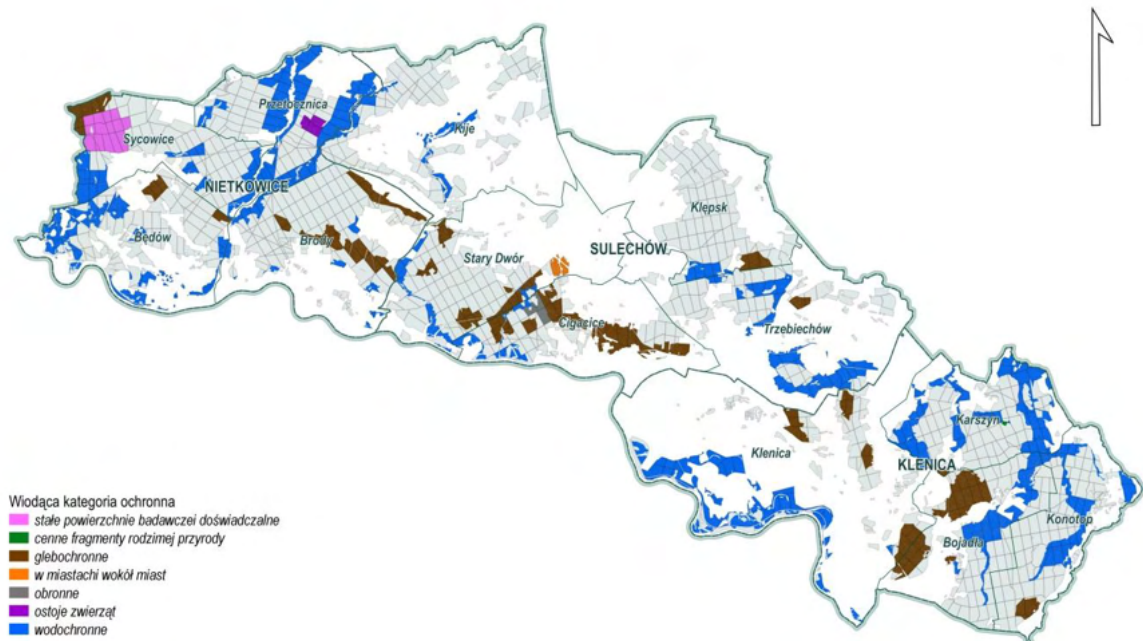 Przetocznica
Kije
Sycowice
NIETKOWICE
Klępsk
Będów
Brody
SULECHÓW
Stary Dwór
Cigacice
Trzebiechów
Karszyn
Klenica
KLENICA
Konotop
Bojadła
Wiodąca kategoria ochronna
stałe powierzchnie badawczei doświadczalne
cenne fragmenty rodzimej przyrody
glebochronne
w miastachi wokół miast
obronne
ostoje zwierząt
wodochronne